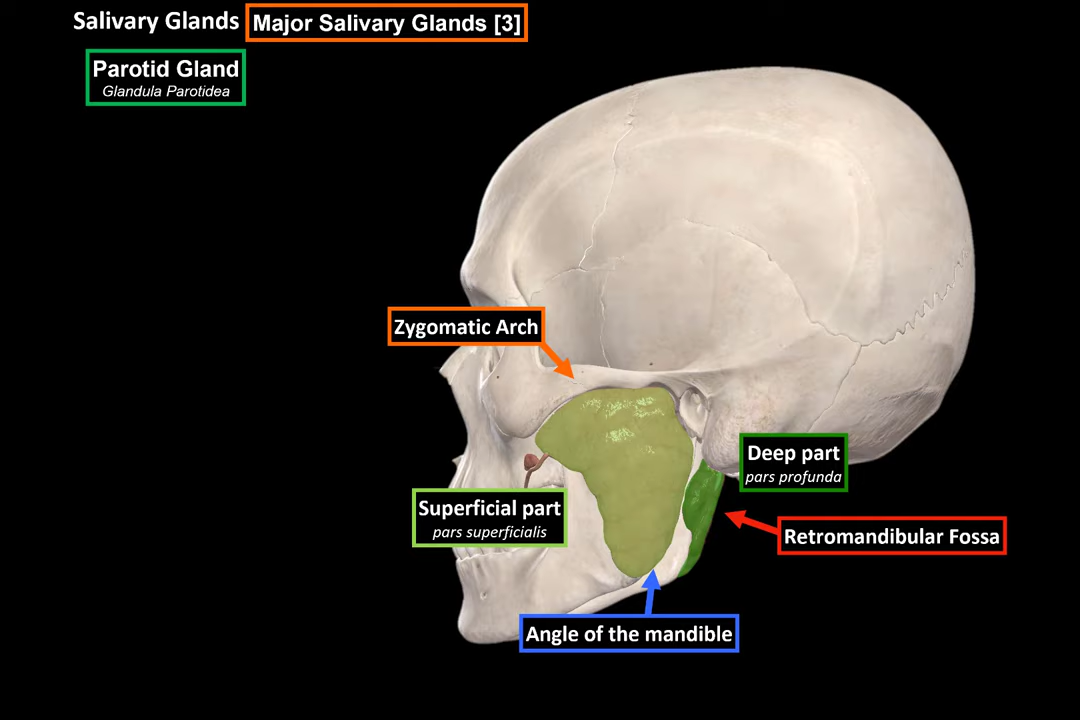 Salivary Glands Major Salivary Glands [3]
Parotid Gland
Glandula Parotidea
Zygomatic Arch
Deep part
pars profunda
Superficial part
pars superficialis
Retromandibular Fossa
Angle of the mandible